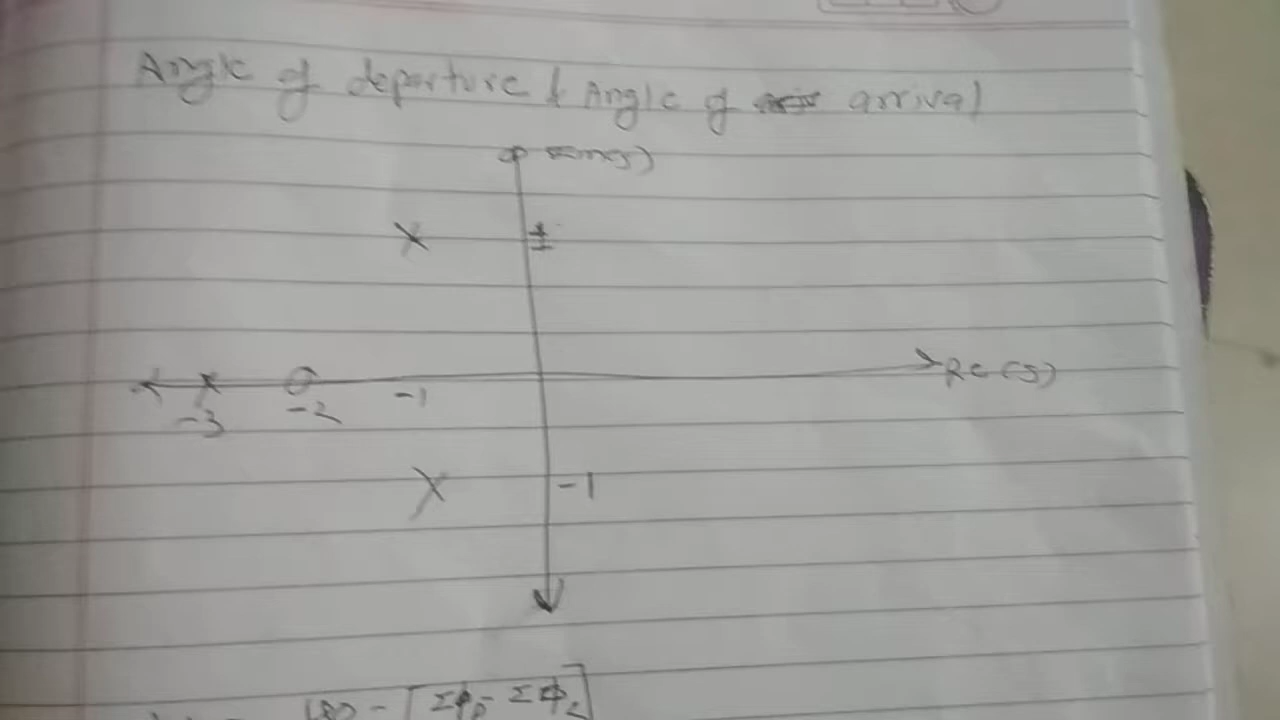 Angle of departure & Angle of arrival
Im(s)
1
Re(s)
-1
-2
-3
-1
180 - [Σφp - Σφz]